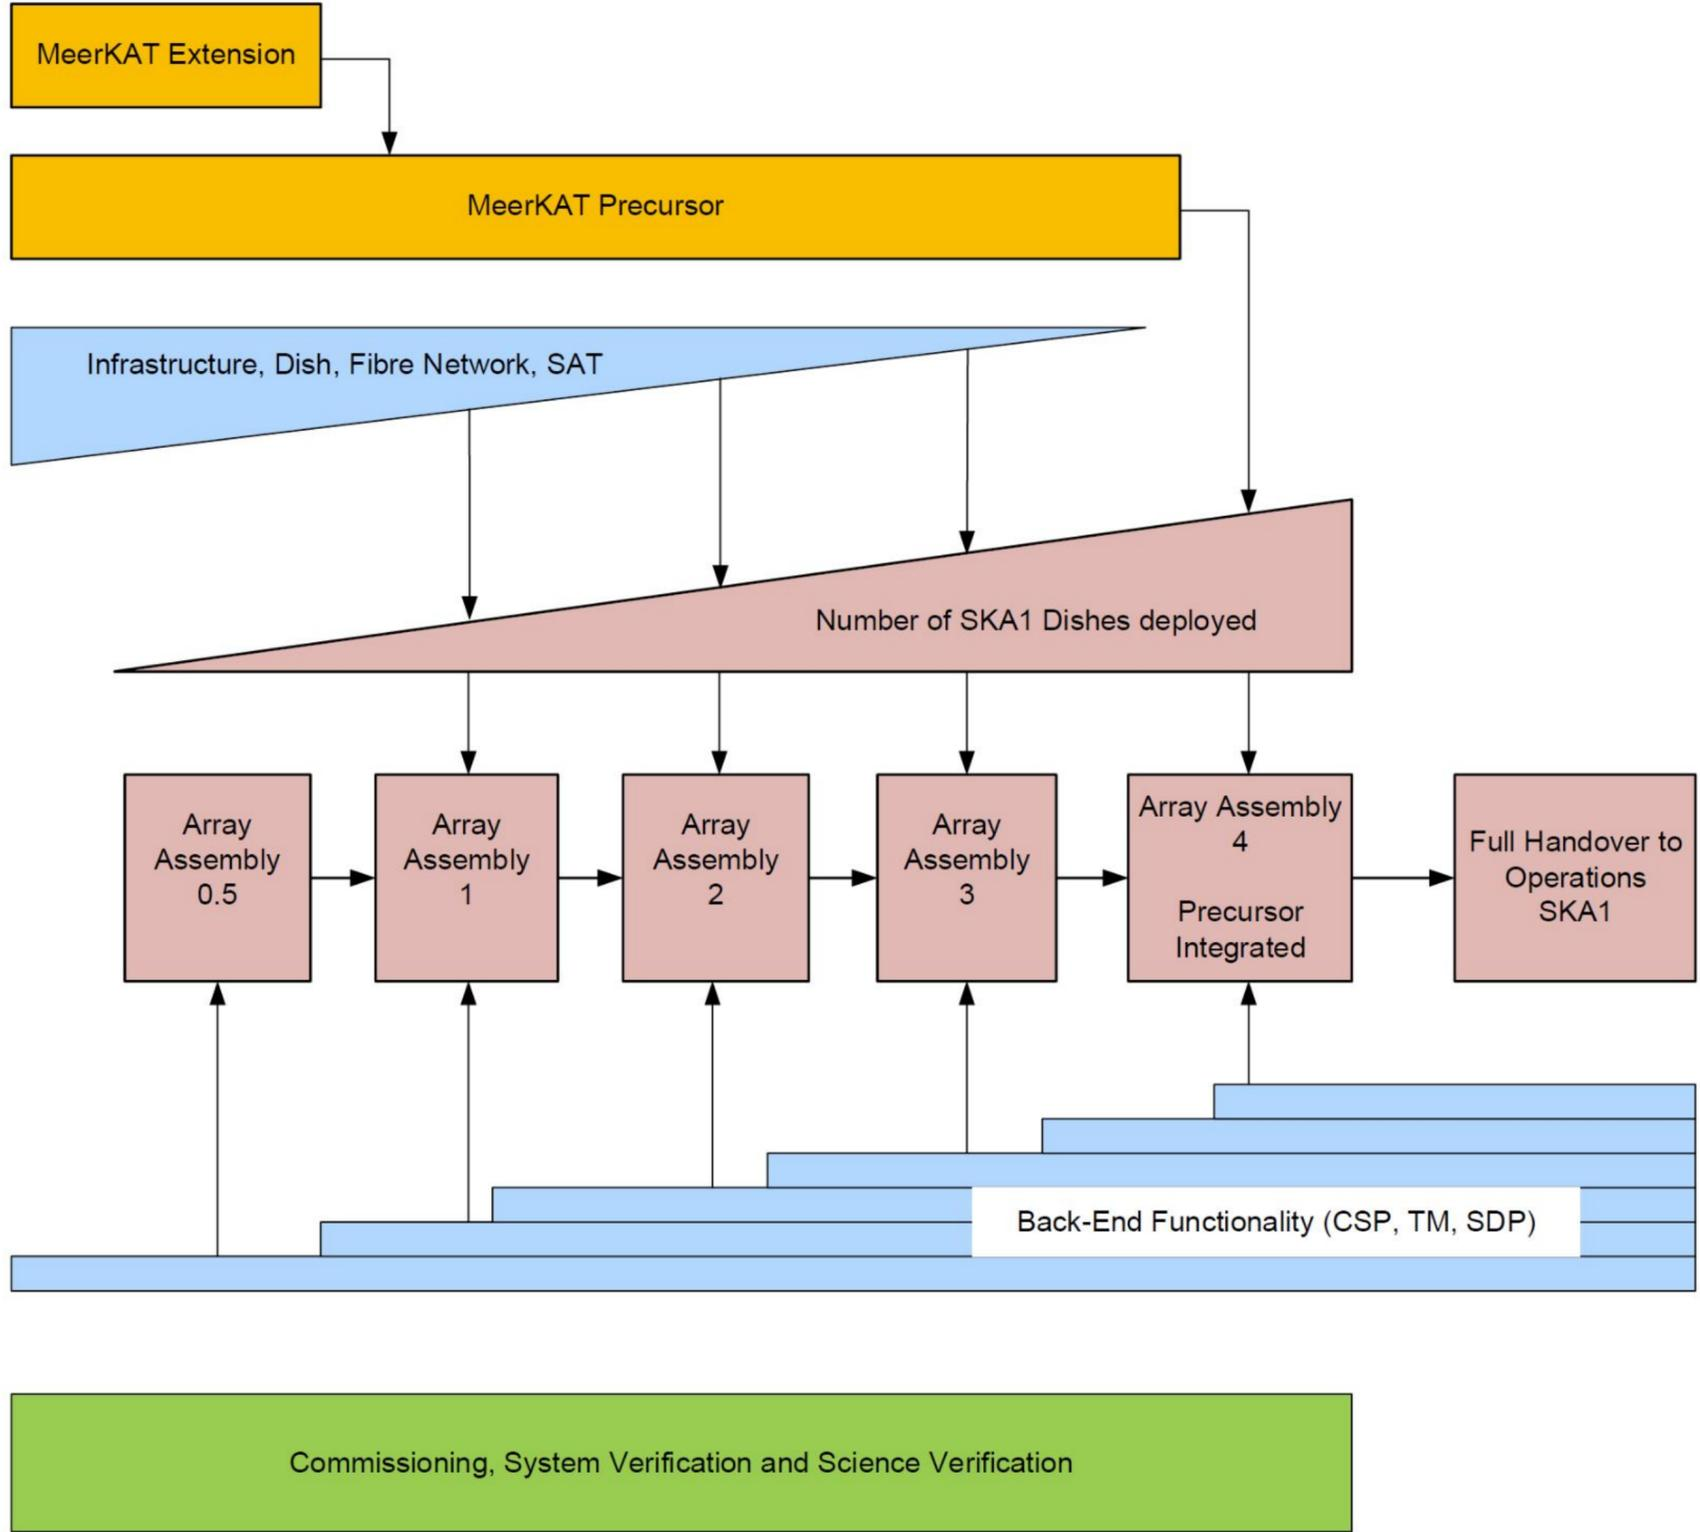 MeerKAT Extension
MeerKAT Precursor
Infrastructure, Dish, Fibre Network, SAT
Number of SKA1 Dishes deployed
Array
Assembly
0.5
Array
Assembly
1
Array
Assembly
2
Array
Assembly
3
Array Assembly
4
Precursor
Integrated
Full Handover to
Operations
SKA1
Back-End Functionality (CSP, TM, SDP)
Commissioning, System Verification and Science Verification